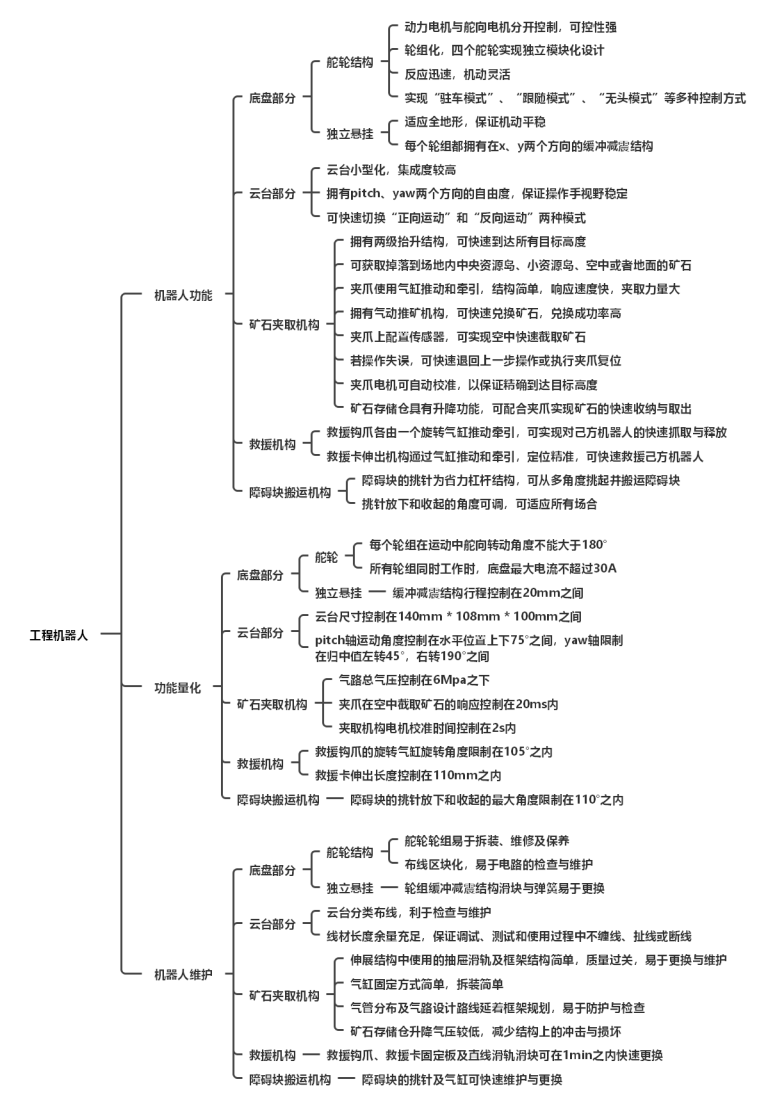 工程机器人
机器人功能
底盘部分
舵轮结构
动力电机与舵向电机分开控制，可控性强
轮组化，四个舵轮实现独立模块化设计
反应迅速，机动灵活
实现“驻车模式”、“跟随模式”、“无头模式”等多种控制方式
独立悬挂
适应全地形，保证机动平稳
每个轮组都拥有在x、y两个方向的缓冲减震结构
云台部分
云台小型化，集成度较高
拥有pitch、yaw两个方向的自由度，保证操作手视野稳定
可快速切换“正向运动”和“反向运动”两种模式
矿石夹取机构
拥有两级抬升结构，可快速到达所有目标高度
可获取掉落到场地内中央资源岛、小资源岛、空中或者地面的矿石
夹爪使用气缸推动和牵引，结构简单，响应速度快，夹取力量大
拥有气动推矿机构，可快速兑换矿石，兑换成功率高
夹爪上配置传感器，可实现空中快速截取矿石
若操作失误，可快速退回上一步操作或执行夹爪复位
夹爪电机可自动校准，以保证精确到达目标高度
矿石存储仓具有升降功能，可配合夹爪实现矿石的快速收纳与取出
救援机构
救援钩爪各由一个旋转气缸推动牵引，可实现对己方机器人的快速抓取与释放
救援卡伸出机构通过气缸推动和牵引，定位精准，可快速救援己方机器人
障碍块搬运机构
障碍块的挑针为省力杠杆结构，可从多角度挑起并搬运障碍块
挑针放下和收起的角度可调，可适应所有场合
功能量化
底盘部分
舵轮
每个轮组在运动中舵向转动角度不能大于180°
所有轮组同时工作时，底盘最大电流不超过30A
独立悬挂
缓冲减震结构行程控制在20mm之间
云台部分
云台尺寸控制在140mm * 108mm * 100mm之间
pitch轴运动角度控制在水平位置上下75°之间，yaw轴限制
在归中值左转45°，右转190°之间
矿石夹取机构
气路总气压控制在6Mpa之下
夹爪在空中截取矿石的响应控制在20ms内
夹取机构电机校准时间控制在2s内
救援机构
救援钩爪的旋转气缸旋转角度限制在105°之内
救援卡伸出长度控制在110mm之内
障碍块搬运机构
障碍块的挑针放下和收起的最大角度限制在110°之内
机器人维护
底盘部分
舵轮结构
舵轮轮组易于拆装、维修及保养
布线区块化，易于电路的检查与维护
独立悬挂
轮组缓冲减震结构滑块与弹簧易于更换
云台部分
云台分类布线，利于检查与维护
线材长度余量充足，保证调试、测试和使用过程中不缠线、扯线或断线
矿石夹取机构
伸展结构中使用的抽屉滑轨及框架结构简单，质量过关，易于更换与维护
气缸固定方式简单，拆装简单
气管分布及气路设计路线延着框架规划，易于防护与检查
矿石存储仓升降气压较低，减少结构上的冲击与损坏
救援机构
救援钩爪、救援卡固定板及直线滑轨滑块可在1min之内快速更换
障碍块搬运机构
障碍块的挑针及气缸可快速维护与更换